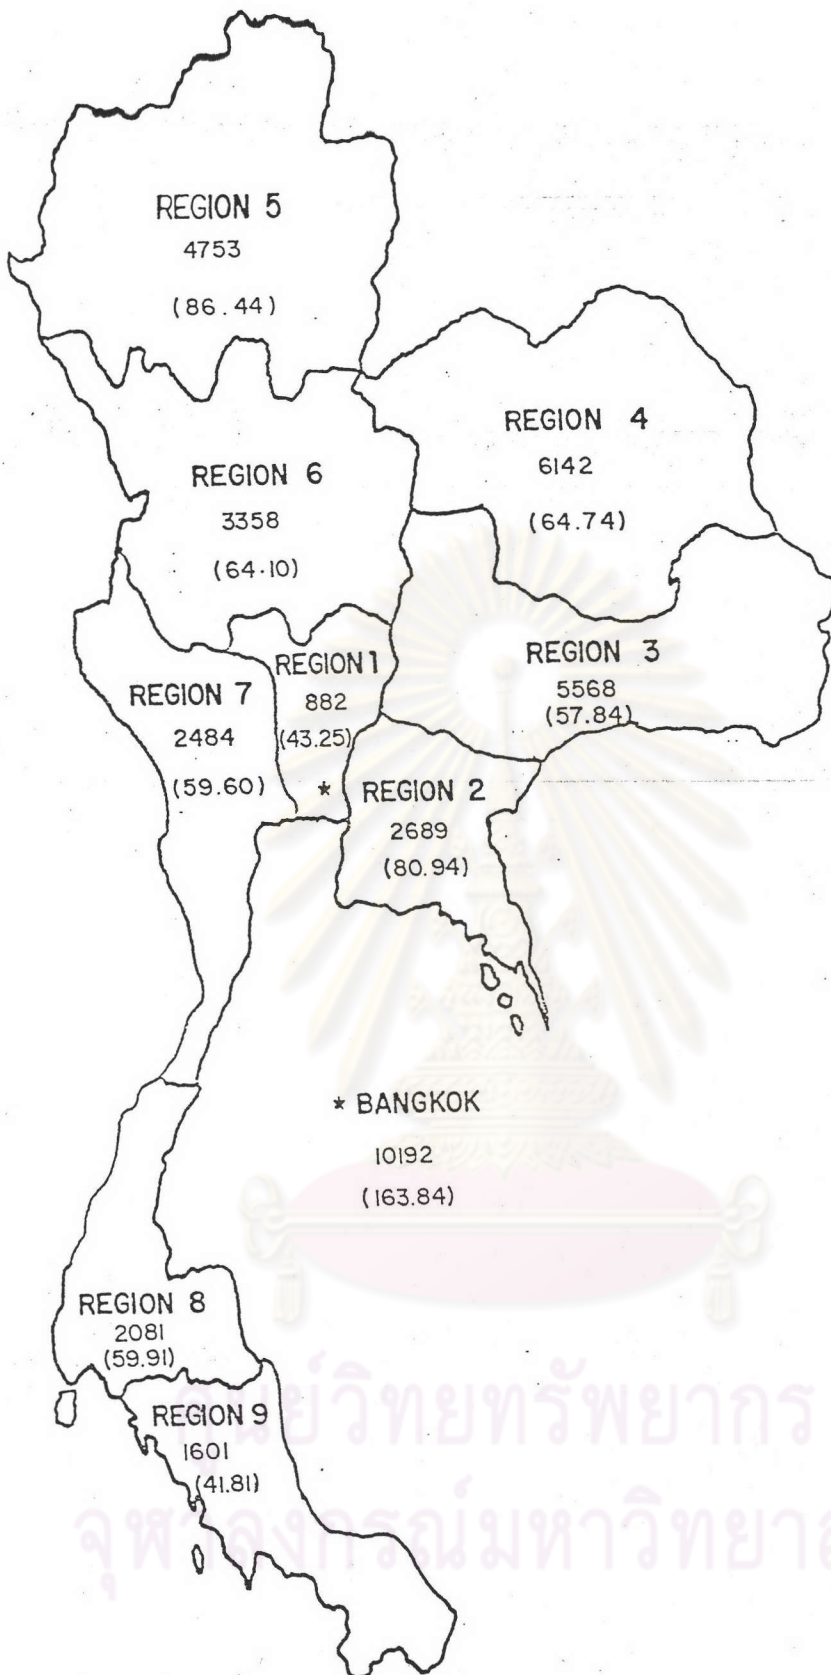 REGION 5
4753
(86.44)
REGION 4
6142
(64.74)
REGION 6
3358
(64.10)
REGION 3
5568
(57.84)
REGION 1
882
(43.25)
*
REGION 7
2484
(59.60)
REGION 2
2689
(80.94)
* BANGKOK
10192
(163.84)
REGION 8
2081
(59.91)
REGION 9
1601
(41.81)
ศูนย์วิทยทรัพยากร
จุฬาลงกรณ์มหาวิทยาล